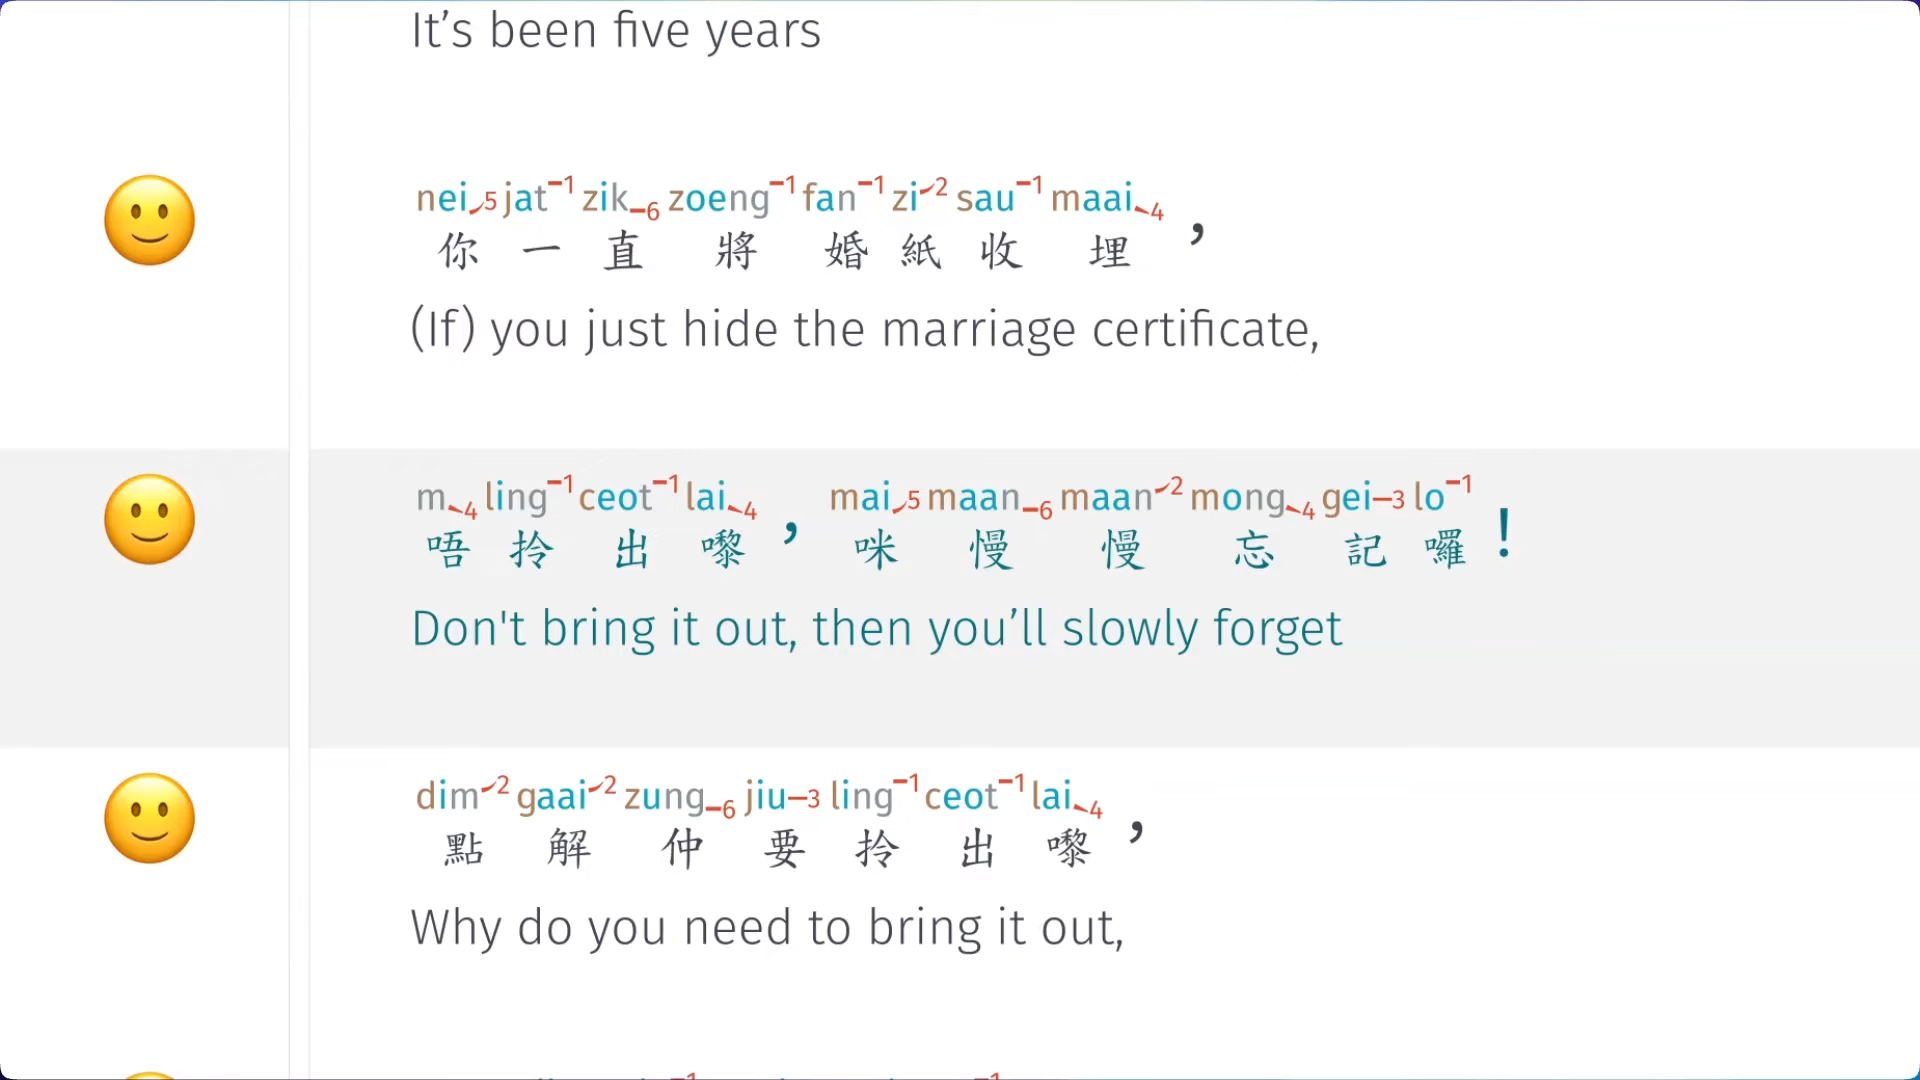 It’s been five years
nei5 jat1 zik6 zoeng1 fan1 zi2 sau1 maai4
你一直將婚紙收埋，
(If) you just hide the marriage certificate,
m4 ling1 ceot1 lai4 mai5 maan6 maan2 mong4 gei3 lo1
唔拎出嚟，咪慢慢忘記囉！
Don't bring it out, then you’ll slowly forget
dim2 gaai2 zung6 jiu3 ling1 ceot1 lai4
點解仲要拎出嚟，
Why do you need to bring it out,